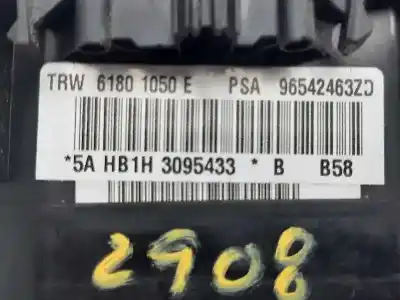 TRW 6180 1050 E PSA 96542463ZD
*5A HB1H 3095433 * B B58
2908